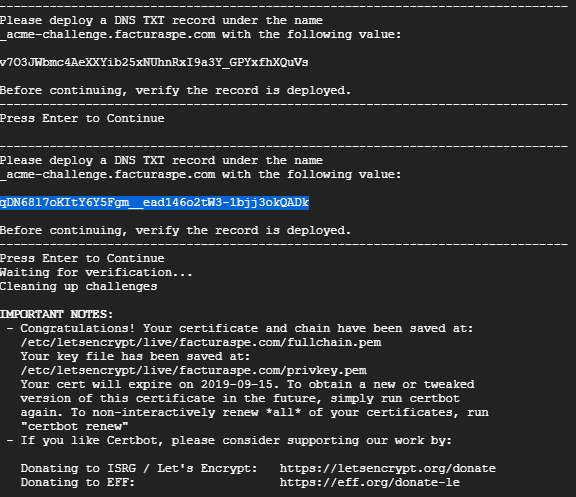 -------------------------------------------------------------------------------
Please deploy a DNS TXT record under the name
_acme-challenge.facturaspe.com with the following value:
v7O3JWbmc4AeXXYib25xNUhnRxI9a3Y_GPYxfhXQuVs
Before continuing, verify the record is deployed.
-------------------------------------------------------------------------------
Press Enter to Continue
-------------------------------------------------------------------------------
Please deploy a DNS TXT record under the name
_acme-challenge.facturaspe.com with the following value:
qDN68l7oKItY6Y5Fgm__ead146o2tW3-lbjj3okQADk
Before continuing, verify the record is deployed.
-------------------------------------------------------------------------------
Press Enter to Continue
Waiting for verification...
Cleaning up challenges
IMPORTANT NOTES:
- Congratulations! Your certificate and chain have been saved at:
/etc/letsencrypt/live/facturaspe.com/fullchain.pem
Your key file has been saved at:
/etc/letsencrypt/live/facturaspe.com/privkey.pem
Your cert will expire on 2019-09-15. To obtain a new or tweaked
version of this certificate in the future, simply run certbot
again. To non-interactively renew *all* of your certificates, run
"certbot renew"
- If you like Certbot, please consider supporting our work by:
Donating to ISRG / Let's Encrypt:   https://letsencrypt.org/donate
Donating to EFF:                    https://eff.org/donate-le